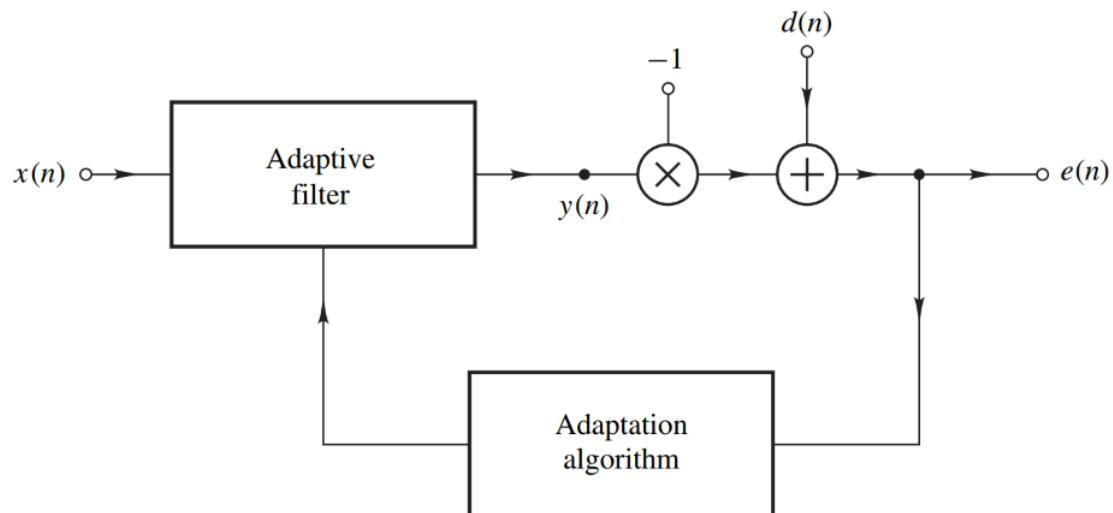 d(n)
−1
x(n)
Adaptive
filter
×
+
e(n)
y(n)
Adaptation
algorithm